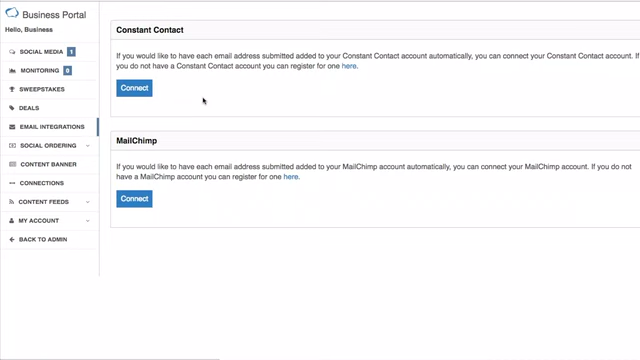 Business Portal
Hello, Business
SOCIAL MEDIA 1
MONITORING 0
SWEEPSTAKES
DEALS
EMAIL INTEGRATIONS
SOCIAL ORDERING
CONTENT BANNER
CONNECTIONS
CONTENT FEEDS
MY ACCOUNT
BACK TO ADMIN
Constant Contact
If you would like to have each email address submitted added to your Constant Contact account automatically, you can connect your Constant Contact account. If
you do not have a Constant Contact account you can register for one here.
Connect
MailChimp
If you would like to have each email address submitted added to your MailChimp account automatically, you can connect your MailChimp account. If you do not
have a MailChimp account you can register for one here.
Connect